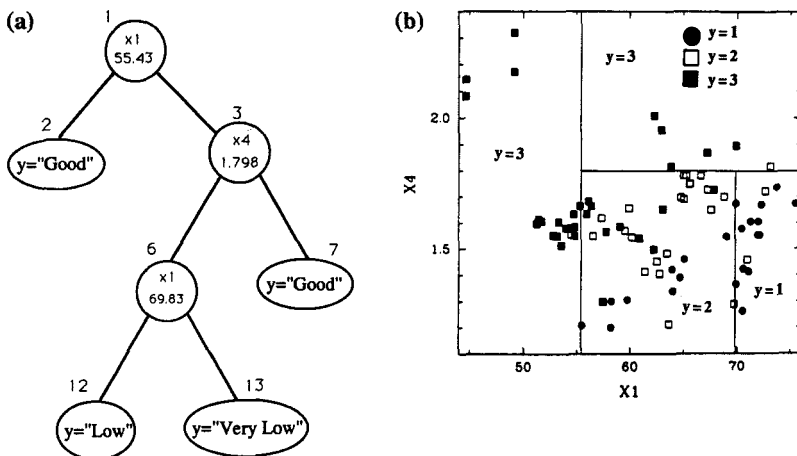 (a)
1
x1
55.43
2
y="Good"
3
x4
1.798
6
x1
69.83
7
y="Good"
12
y="Low"
13
y="Very Low"
(b)
y=1
y=2
y=3
y=3
y=3
y=2
y=1
2.0
1.5
X4
50
60
70
X1